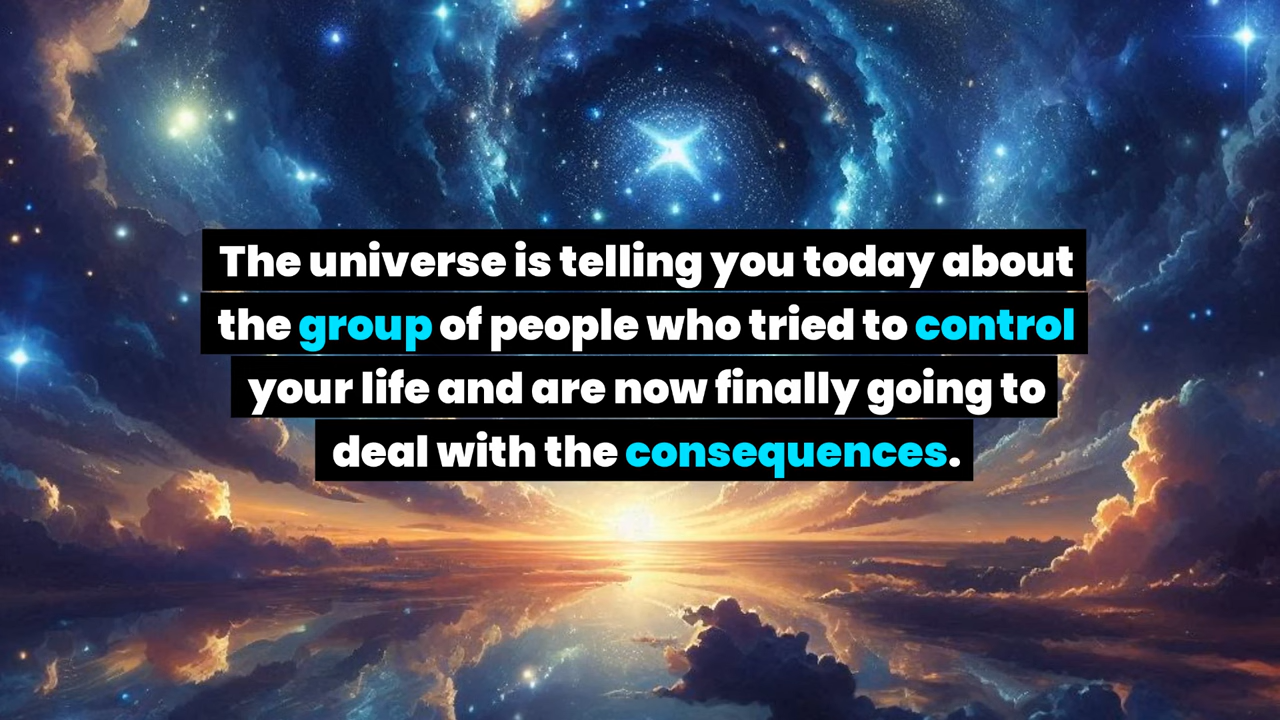 The universe is telling you today about
the group of people who tried to control
your life and are now finally going to
deal with the consequences.